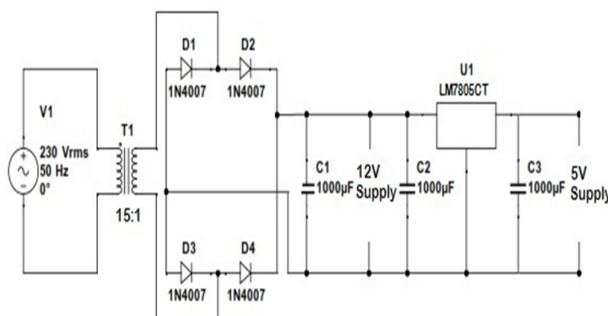 D1
D2
1N4007
1N4007
U1
LM7805CT
V1
T1
230 Vrms
50 Hz
0°
15:1
C1
1000µF
12V
Supply
C2
1000µF
C3
1000µF
5V
Supply
D3
D4
1N4007
1N4007